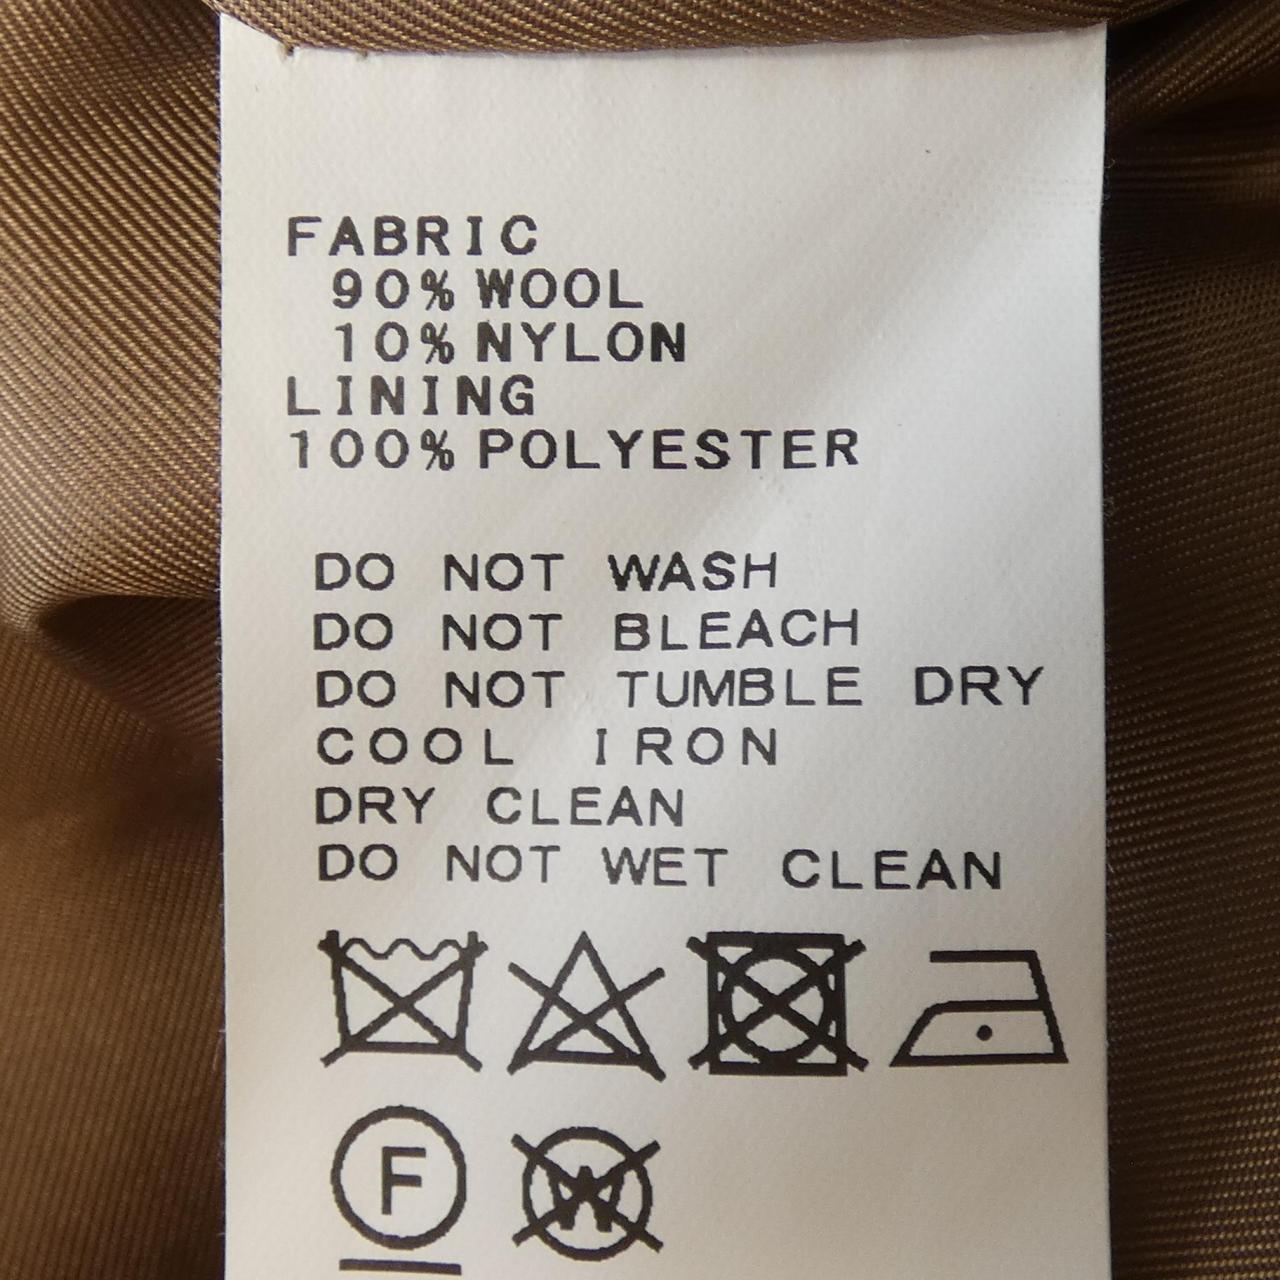 FABRIC
90% WOOL
10% NYLON
LINING
100% POLYESTER
DO NOT WASH
DO NOT BLEACH
DO NOT TUMBLE DRY
COOL IRON
DRY CLEAN
DO NOT WET CLEAN
F W